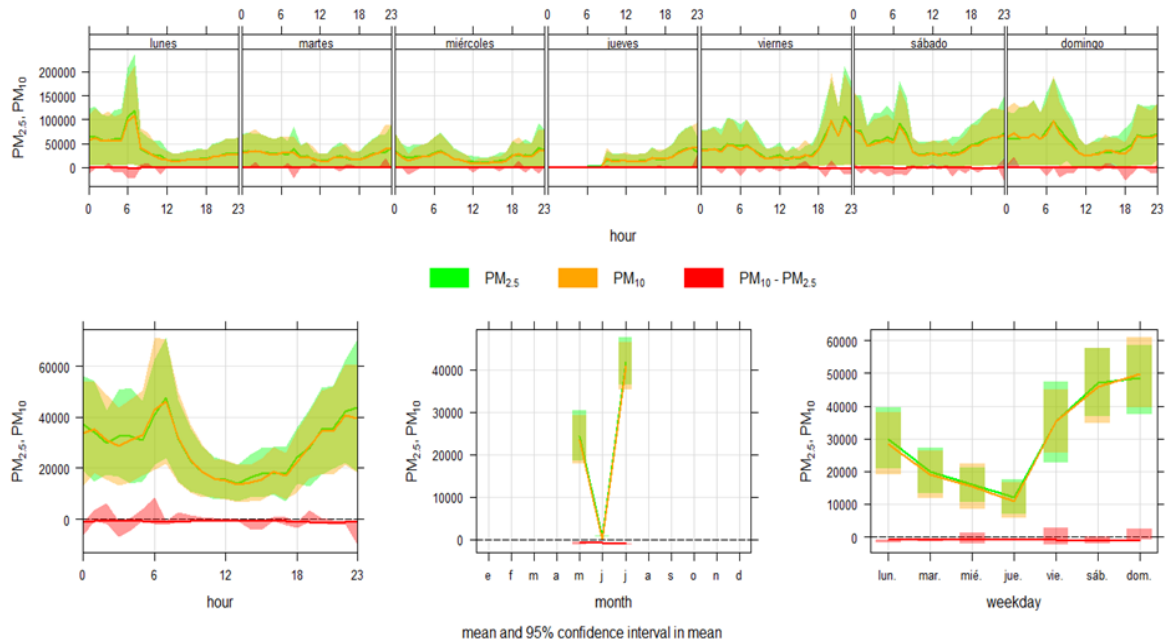 0 6 12 18 23 0 6 12 18 23 0 6 12 18 23
lunes martes miércoles jueves viernes sábado domingo
PM2.5, PM10
200000
150000
100000
50000
0
0 6 12 18 23 0 6 12 18 23 0 6 12 18 23 0 6 12 18 23
hour
PM2.5 PM10 PM10 - PM2.5
PM2.5, PM10
60000
40000
20000
0
0 6 12 18 23
hour
PM2.5, PM10
40000
30000
20000
10000
0
e f m a m j j a s o n d
month
PM2.5, PM10
60000
50000
40000
30000
20000
10000
0
lun. mar. mié. jue. vie. sáb. dom.
weekday
mean and 95% confidence interval in mean